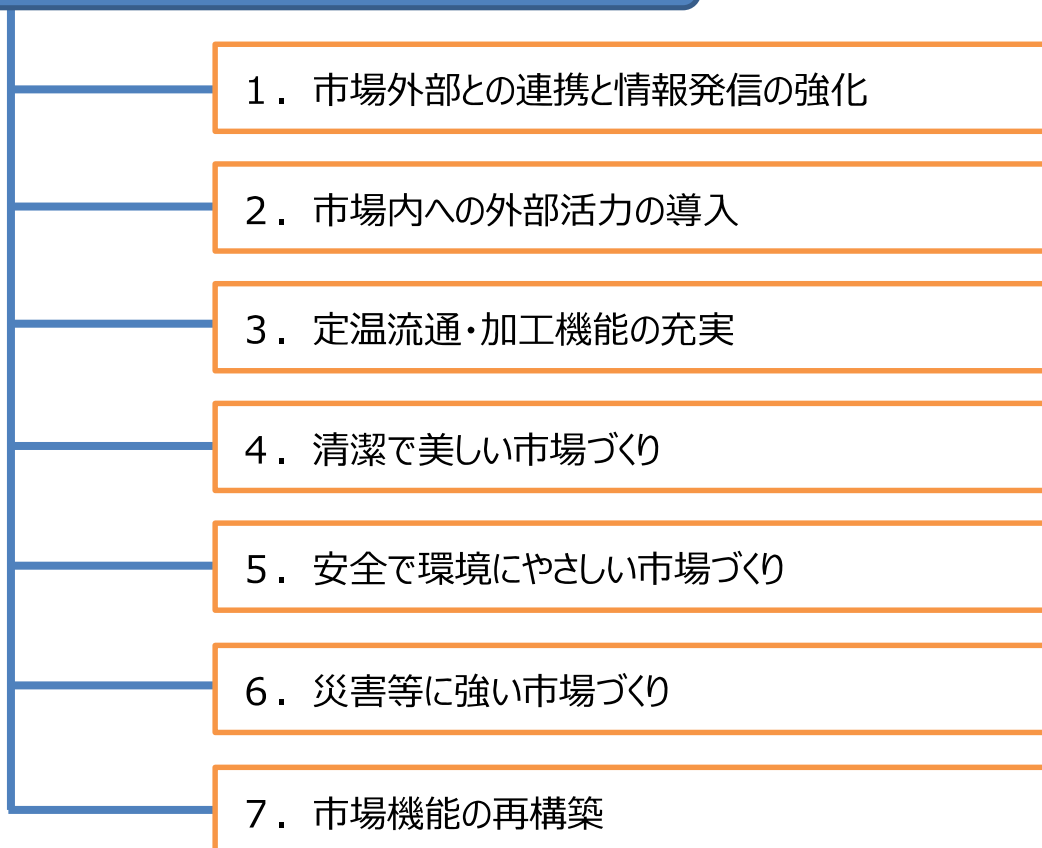 1. 市場外部との連携と情報発信の強化
2. 市場内への外部活力の導入
3. 定温流通・加工機能の充実
4. 清潔で美しい市場づくり
5. 安全で環境にやさしい市場づくり
6. 災害等に強い市場づくり
7. 市場機能の再構築